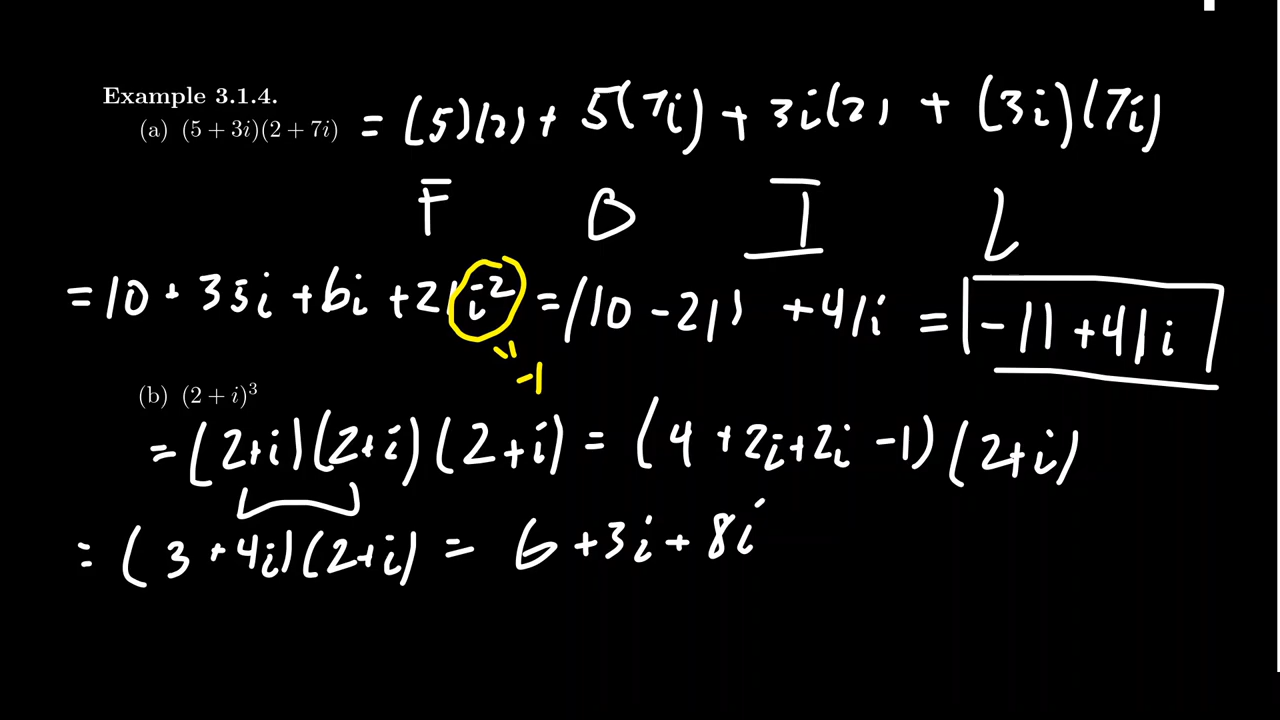 Example 3.1.4.
(a) (5 + 3i)(2 + 7i) = (5)(2) + 5(7i) + 3i(2) + (3i)(7i)
F O I L
= 10 + 35i + 6i + 21i² = (10 - 21) + 41i = -11 + 41i
" -1
(b) (2 + i)³
= (2+i)(2+i)(2+i) = (4 + 2i + 2i - 1)(2+i)
= (3 + 4i)(2+i) = 6 + 3i + 8i